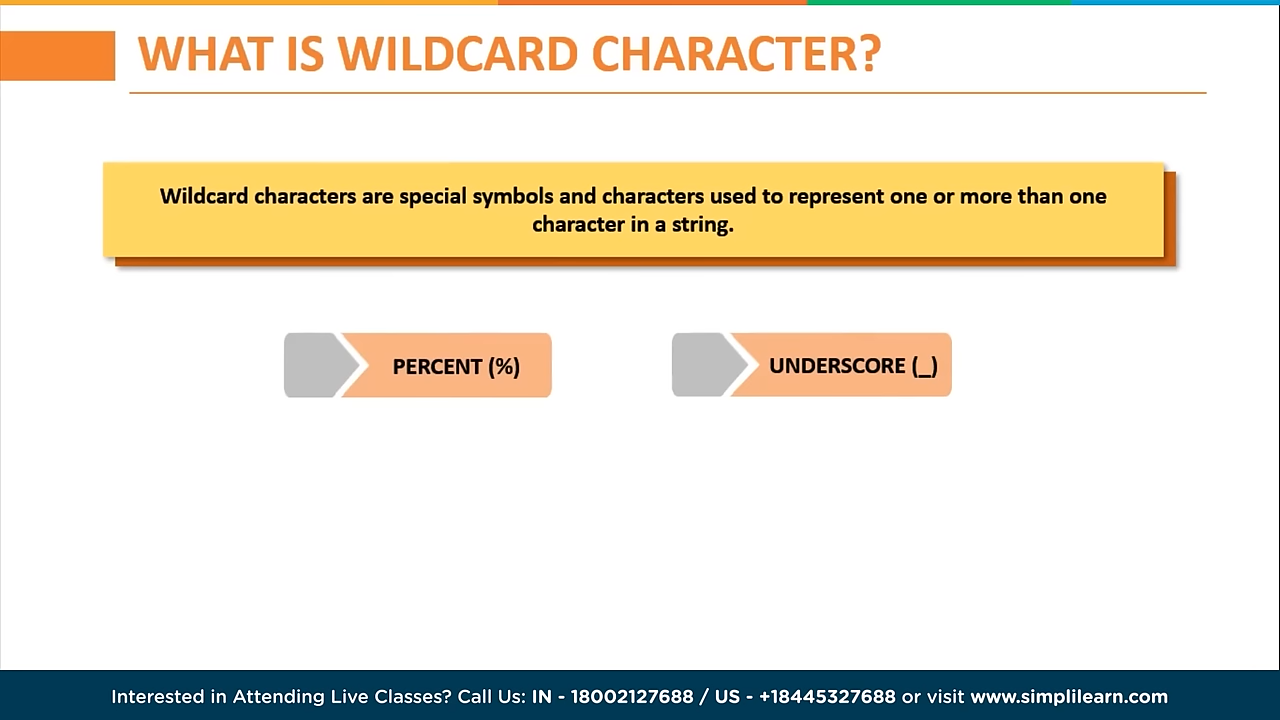 WHAT IS WILDCARD CHARACTER?
Wildcard characters are special symbols and characters used to represent one or more than one
character in a string.
PERCENT (%)
UNDERSCORE (_)
Interested in Attending Live Classes? Call Us: IN - 18002127688 / US - +18445327688 or visit www.simplilearn.com